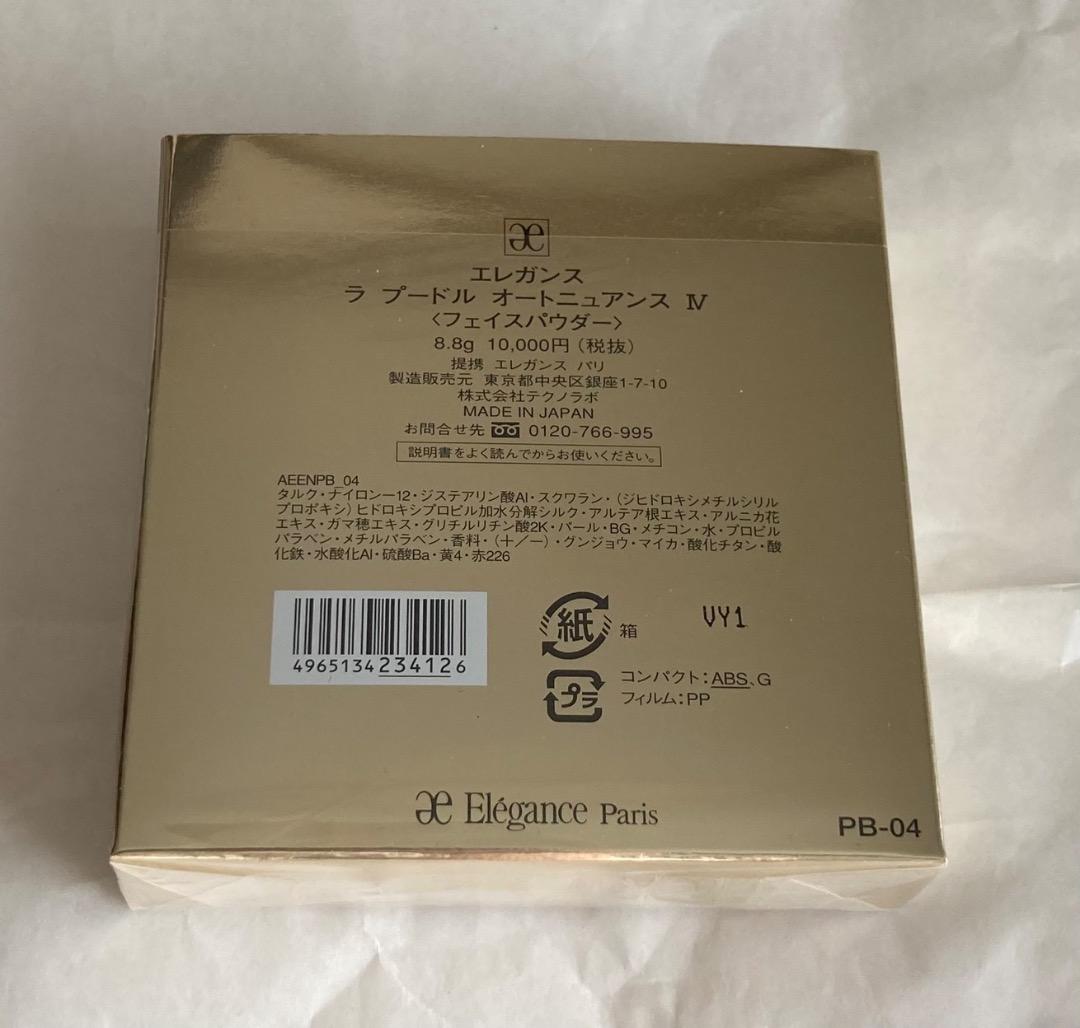 æ
エレガンス
ラ プードル オートニュアンス Ⅳ
〈フェイスパウダー〉
8.8g 10,000円（税抜）
提携 エレガンス パリ
製造販売元 東京都中央区銀座1-7-10
株式会社テクノラボ
MADE IN JAPAN
お問合せ先 0120-766-995
説明書をよく読んでからお使いください。
AEENPB_04
タルク・ナイロンー12・ジステアリン酸Al・スクワラン・（ジヒドロキシメチルシリル
プロポキシ）ヒドロキシプロピル加水分解シルク・アルテア根エキス・アルニカ花
エキス・ガマ穂エキス・グリチルリチン酸2K・パール・BG・メチコン・水・プロピル
パラベン・メチルパラベン・香料・（＋／－）・グンジョウ・マイカ・酸化チタン・酸
化鉄・水酸化Al・硫酸Ba・黄4・赤226
4965134234126
紙 箱
VY1
プラ
コンパクト：ABS、G
フィルム：PP
æ Elégance Paris
PB-04